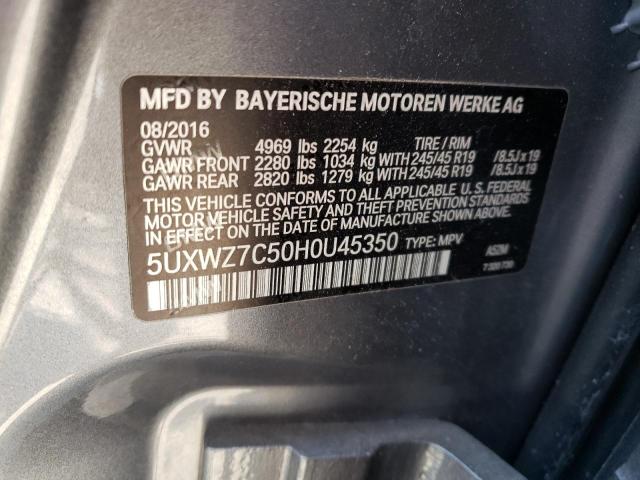 MFD BY BAYERISCHE MOTOREN WERKE AG
08/2016
GVWR 4969 lbs 2254 kg TIRE / RIM
GAWR FRONT 2280 lbs 1034 kg WITH 245/45 R19 /8.5J x 19
GAWR REAR 2820 lbs 1279 kg WITH 245/45 R19 /8.5J x 19
THIS VEHICLE CONFORMS TO ALL APPLICABLE U.S. FEDERAL
MOTOR VEHICLE SAFETY AND THEFT PREVENTION STANDARDS
IN EFFECT ON THE DATE OF MANUFACTURE SHOWN ABOVE.
5UXWZ7C50H0U45350 TYPE: MPV